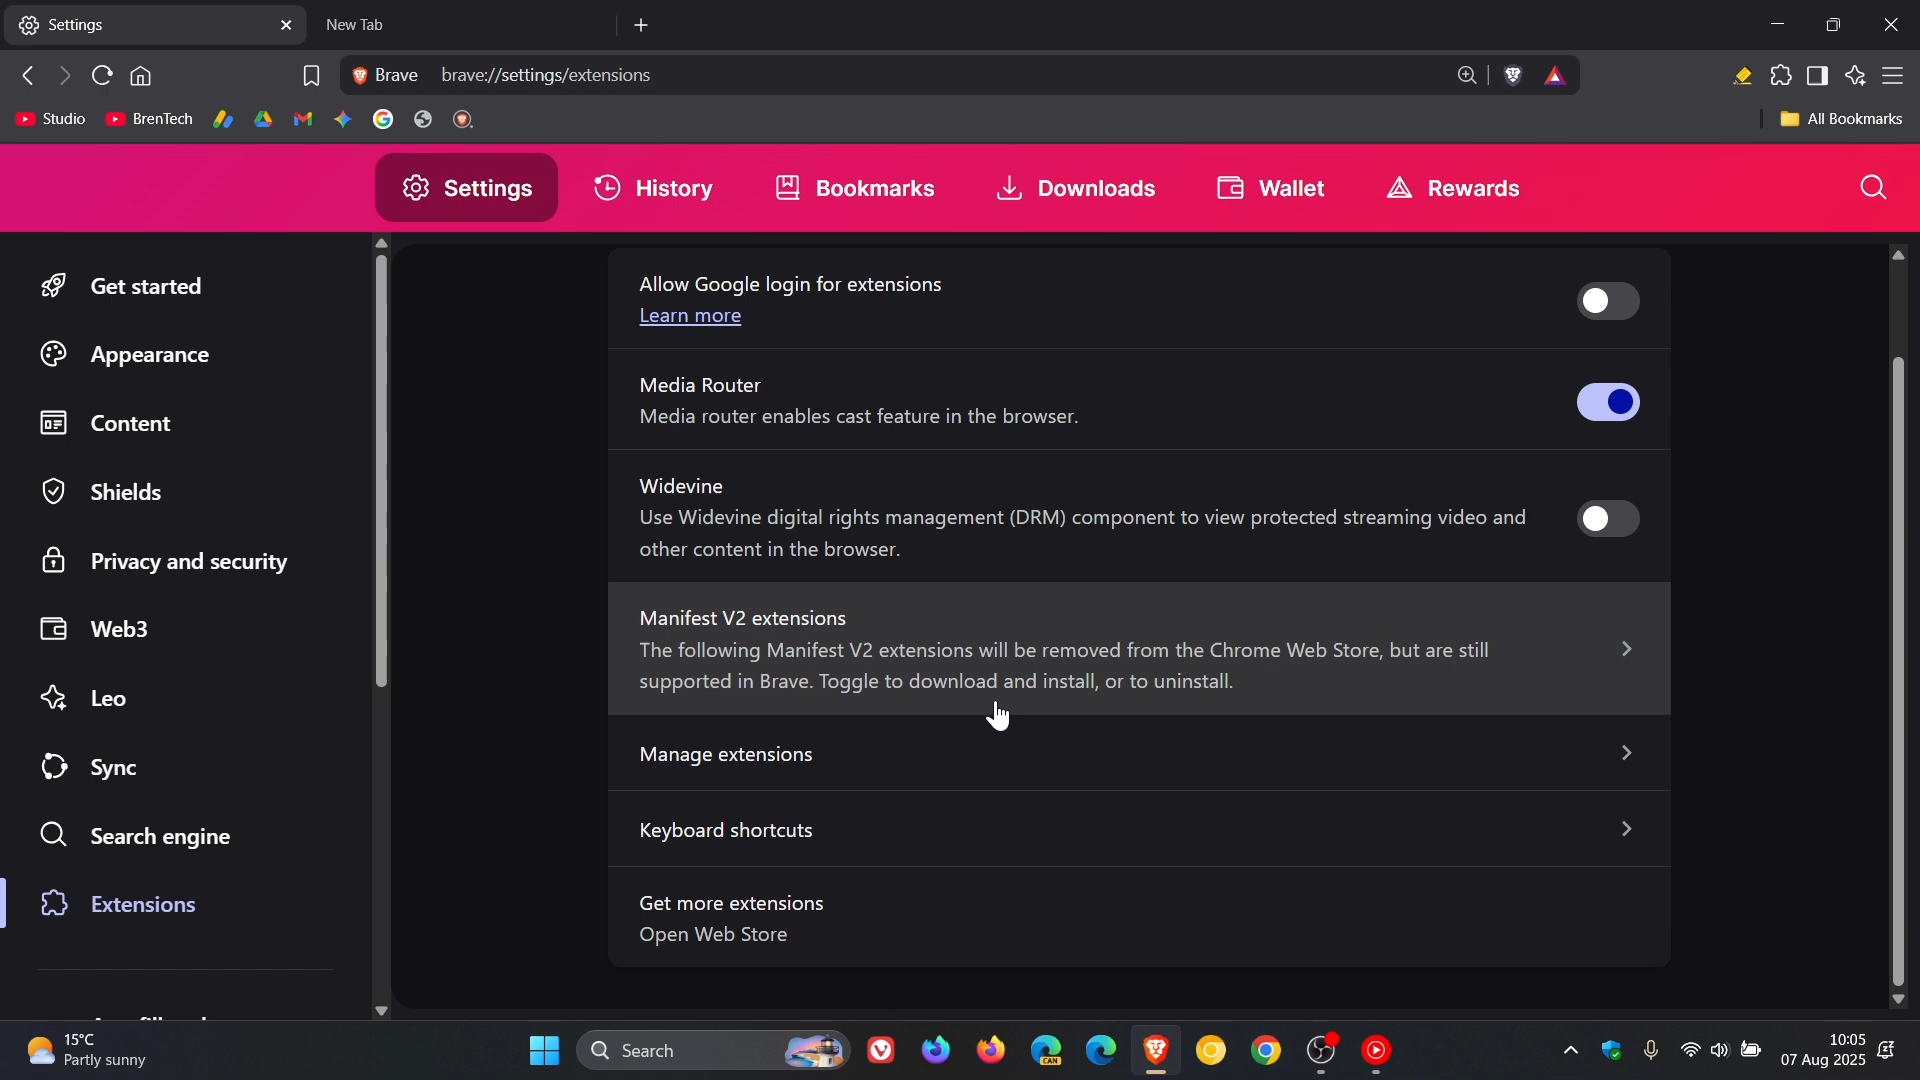 Settings
New Tab
Brave
brave://settings/extensions
Studio
BrenTech
All Bookmarks
Settings
History
Bookmarks
Downloads
Wallet
Rewards
Get started
Appearance
Content
Shields
Privacy and security
Web3
Leo
Sync
Search engine
Extensions
Allow Google login for extensions
Learn more
Media Router
Media router enables cast feature in the browser.
Widevine
Use Widevine digital rights management (DRM) component to view protected streaming video and
other content in the browser.
Manifest V2 extensions
The following Manifest V2 extensions will be removed from the Chrome Web Store, but are still
supported in Brave. Toggle to download and install, or to uninstall.
Manage extensions
Keyboard shortcuts
Get more extensions
Open Web Store
15°C
Partly sunny
Search
CAN
10:05
07 Aug 2025